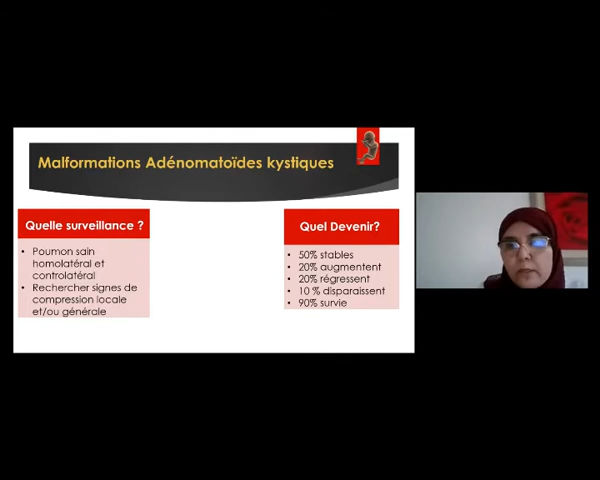 Malformations Adénomatoïdes kystiques
Quelle surveillance ?
• Poumon sain
homolatéral et
controlatéral
• Rechercher signes de
compression locale
et/ou générale
Quel Devenir?
• 50% stables
• 20% augmentent
• 20% régressent
• 10 % disparaissent
• 90% survie